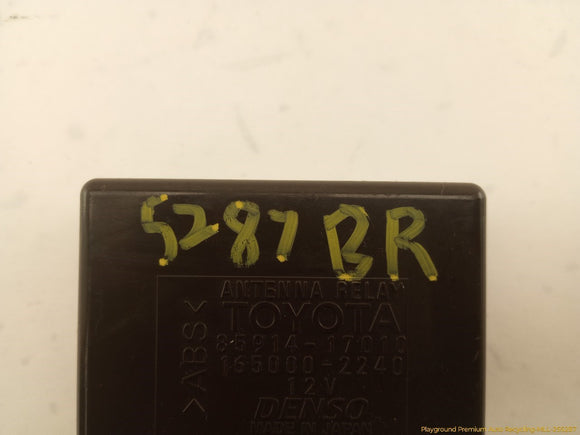 5287 BR
ANTENNA RELAY
TOYOTA
85914-17010
165000-2240
12V
DENSO
MADE IN JAPAN
>ABS<